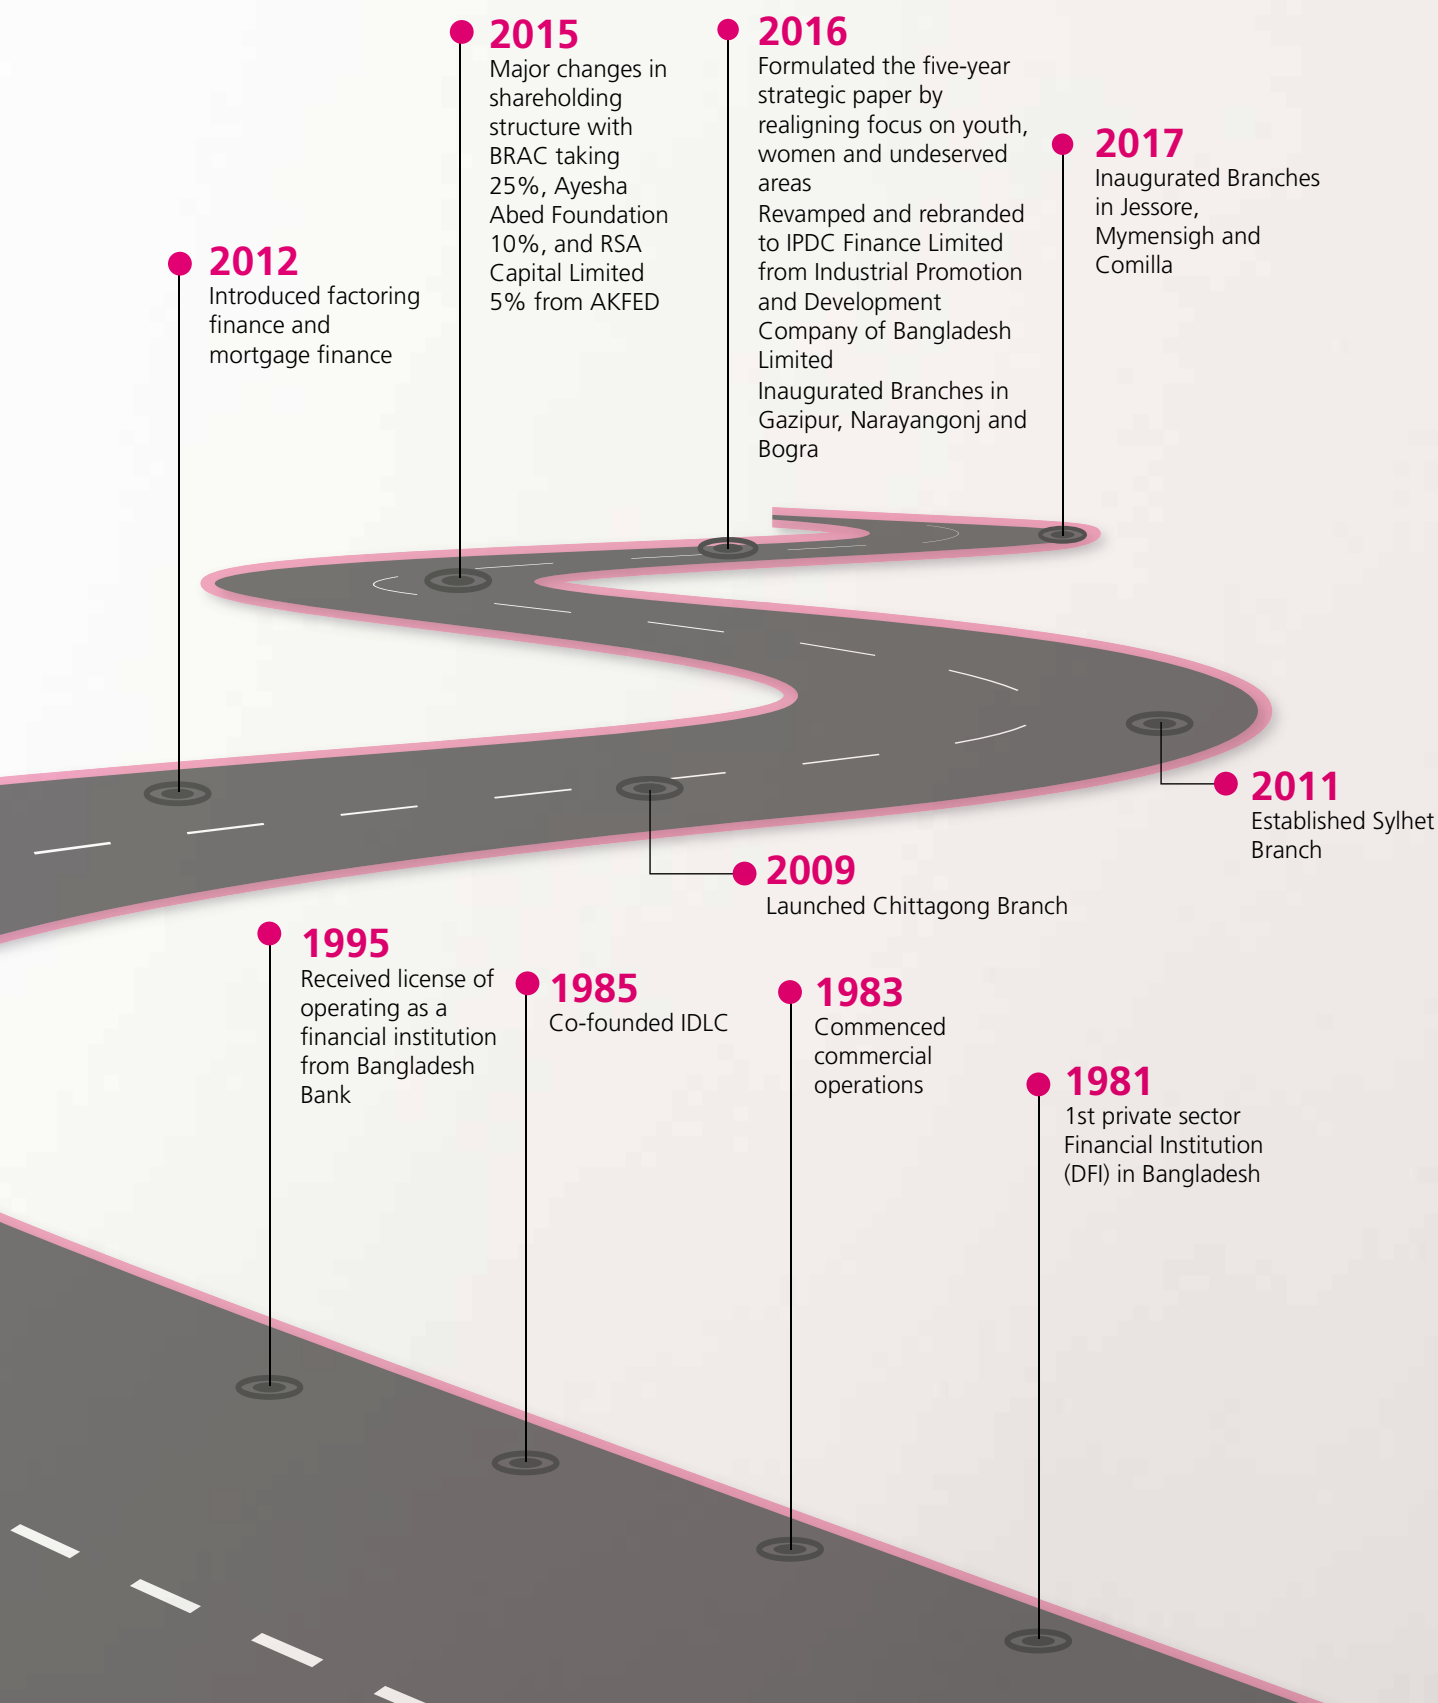 2015
Major changes in
shareholding
structure with
BRAC taking
25%, Ayesha
Abed Foundation
10%, and RSA
Capital Limited
5% from AKFED
2016
Formulated the five-year
strategic paper by
realigning focus on youth,
women and undeserved
areas
Revamped and rebranded
to IPDC Finance Limited
from Industrial Promotion
and Development
Company of Bangladesh
Limited
Inaugurated Branches in
Gazipur, Narayangonj and
Bogra
2017
Inaugurated Branches
in Jessore,
Mymensigh and
Comilla
2012
Introduced factoring
finance and
mortgage finance
2011
Established Sylhet
Branch
2009
Launched Chittagong Branch
1995
Received license of
operating as a
financial institution
from Bangladesh
Bank
1985
Co-founded IDLC
1983
Commenced
commercial
operations
1981
1st private sector
Financial Institution
(DFI) in Bangladesh